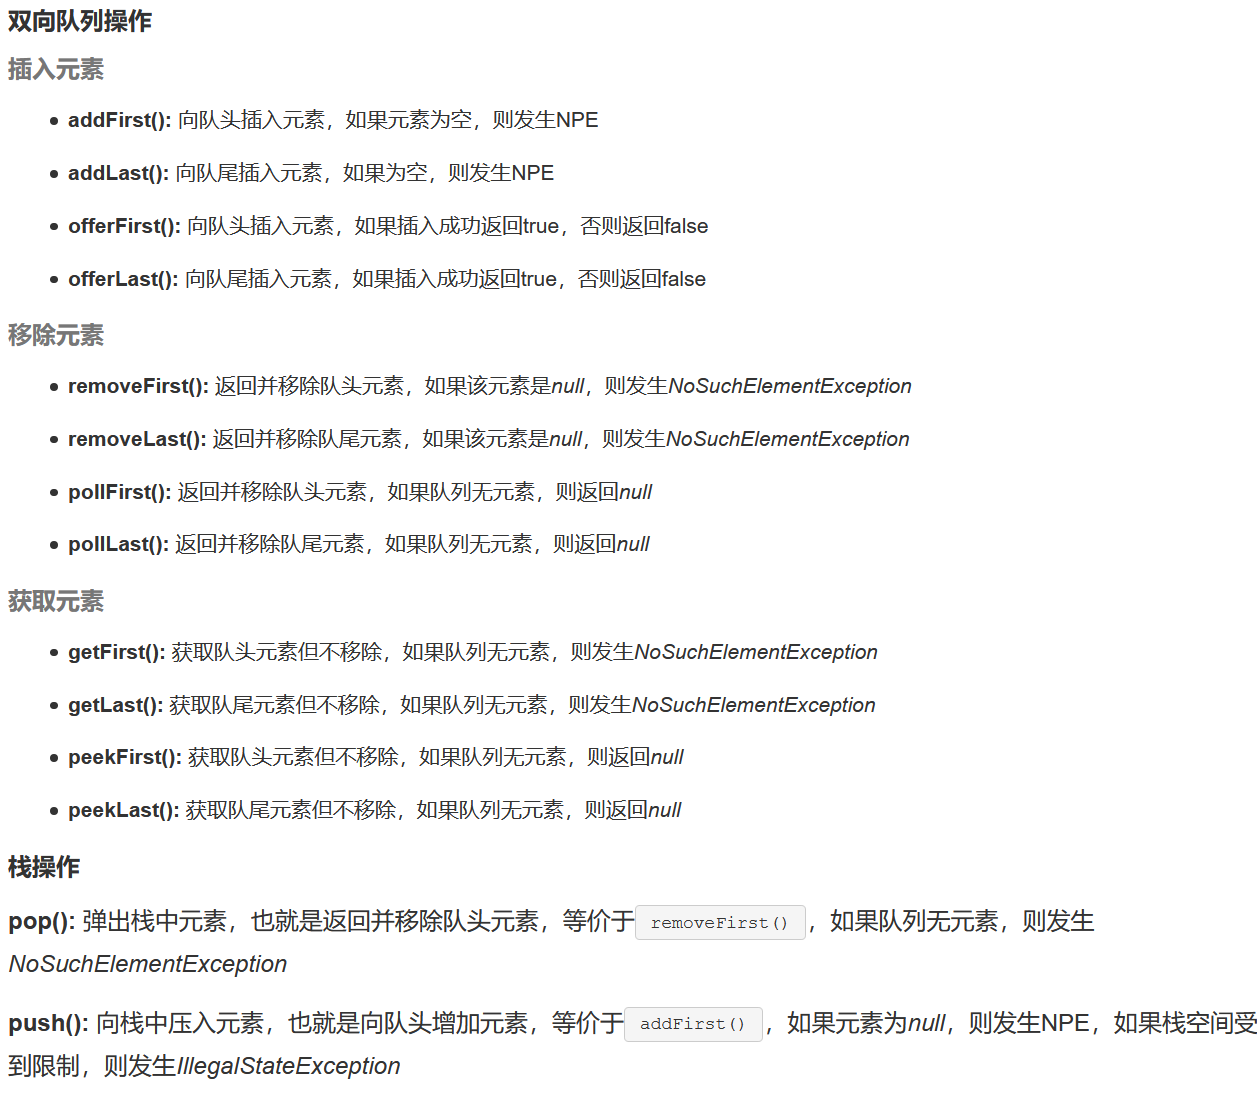 双向队列操作
插入元素
addFirst(): 向队头插入元素，如果元素为空，则发生NPE
addLast(): 向队尾插入元素，如果为空，则发生NPE
offerFirst(): 向队头插入元素，如果插入成功返回true，否则返回false
offerLast(): 向队尾插入元素，如果插入成功返回true，否则返回false
移除元素
removeFirst(): 返回并移除队头元素，如果该元素是null，则发生NoSuchElementException
removeLast(): 返回并移除队尾元素，如果该元素是null，则发生NoSuchElementException
pollFirst(): 返回并移除队头元素，如果队列无元素，则返回null
pollLast(): 返回并移除队尾元素，如果队列无元素，则返回null
获取元素
getFirst(): 获取队头元素但不移除，如果队列无元素，则发生NoSuchElementException
getLast(): 获取队尾元素但不移除，如果队列无元素，则发生NoSuchElementException
peekFirst(): 获取队头元素但不移除，如果队列无元素，则返回null
peekLast(): 获取队尾元素但不移除，如果队列无元素，则返回null
栈操作
pop(): 弹出栈中元素，也就是返回并移除队头元素，等价于 removeFirst() ，如果队列无元素，则发生
NoSuchElementException
push(): 向栈中压入元素，也就是向队头增加元素，等价于 addFirst() ，如果元素为null，则发生NPE，如果栈空间受
到限制，则发生IllegalStateException